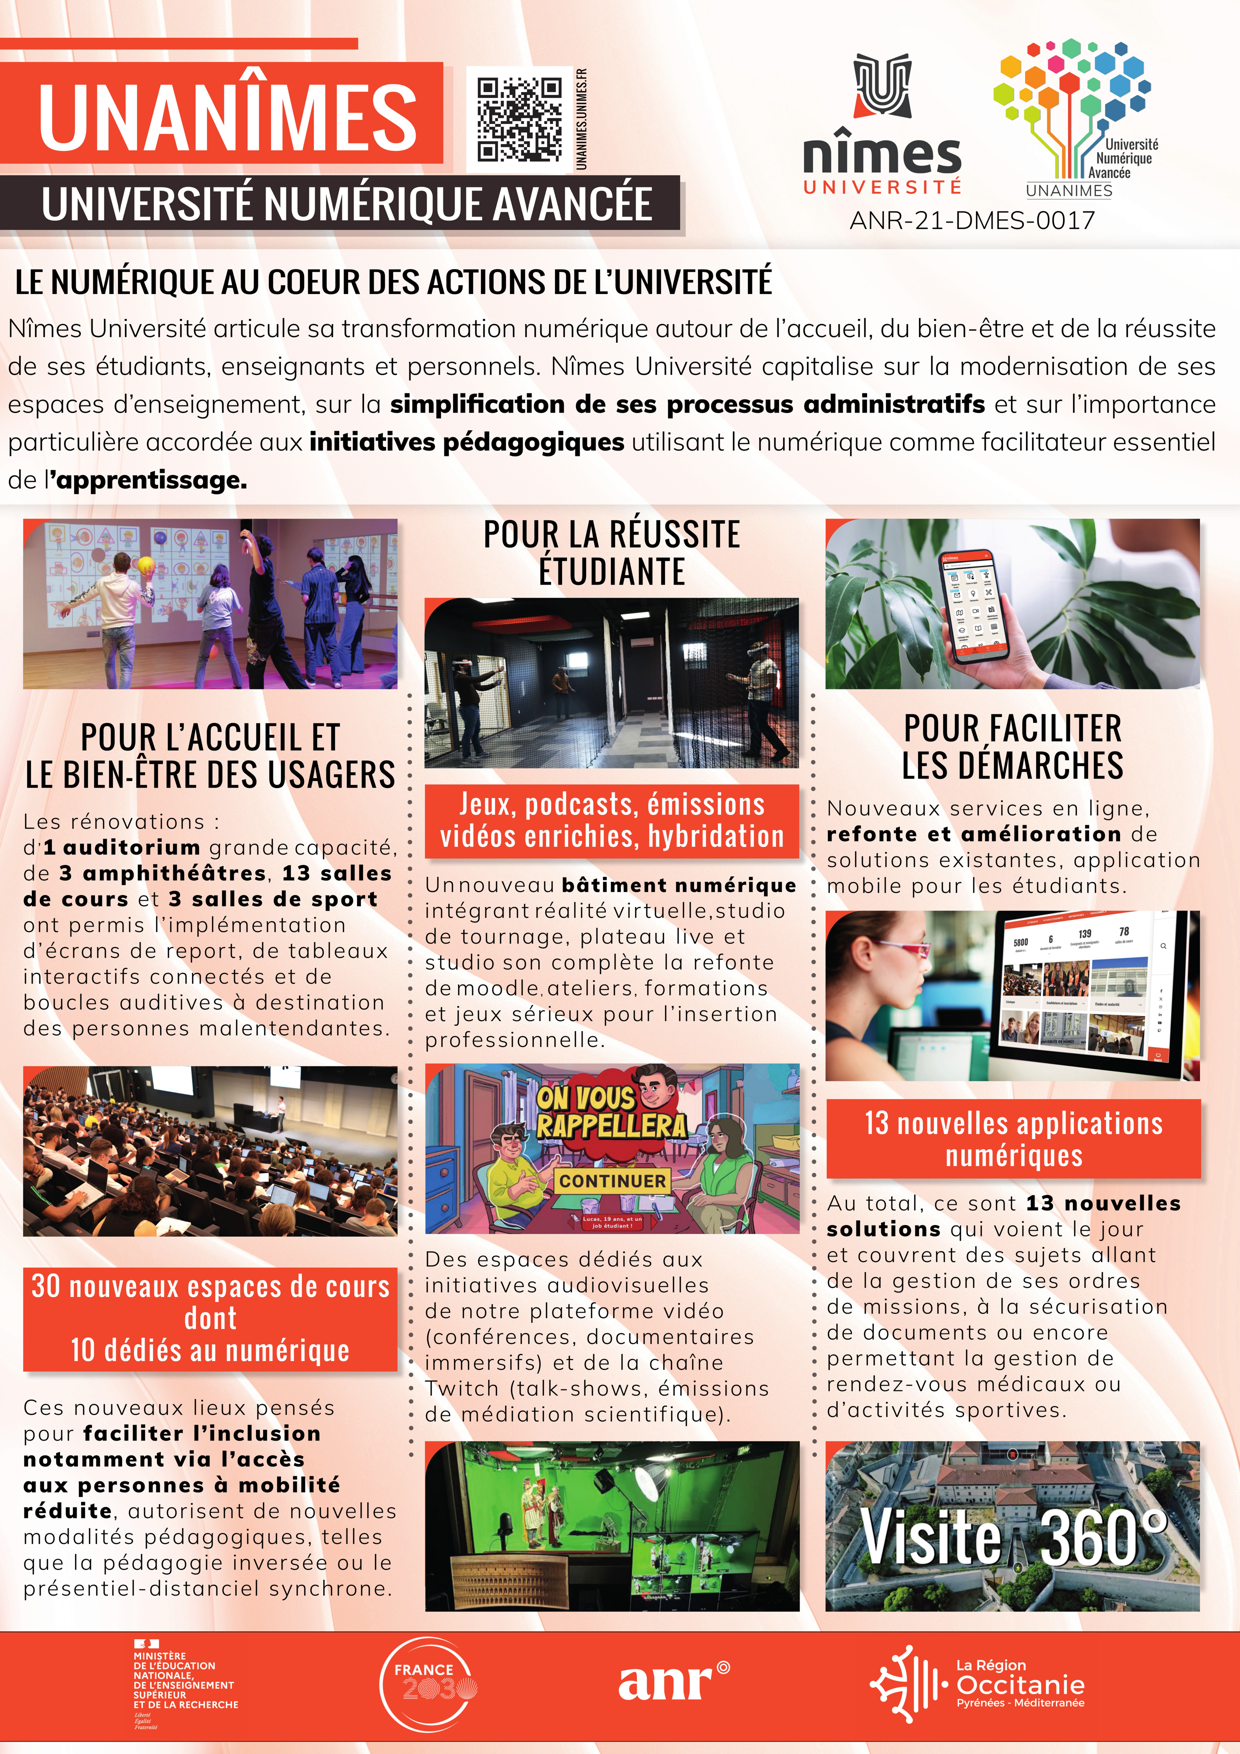 UNANÎMES
UNANIMES.UNIMES.FR
UNIVERSITÉ NUMÉRIQUE AVANCÉE
nîmes
UNIVERSITÉ
Université
Numérique
Avancée
UNANIMES
ANR-21-DMES-0017
LE NUMÉRIQUE AU COEUR DES ACTIONS DE L'UNIVERSITÉ
Nîmes Université articule sa transformation numérique autour de l'accueil, du bien-être et de la réussite
de ses étudiants, enseignants et personnels. Nîmes Université capitalise sur la modernisation de ses
espaces d'enseignement, sur la simplification de ses processus administratifs et sur l'importance
particulière accordée aux initiatives pédagogiques utilisant le numérique comme facilitateur essentiel
de l'apprentissage.
POUR L'ACCUEIL ET
LE BIEN-ÊTRE DES USAGERS
Les rénovations :
d'1 auditorium grande capacité,
de 3 amphithéâtres, 13 salles
de cours et 3 salles de sport
ont permis l'implémentation
d'écrans de report, de tableaux
interactifs connectés et de
boucles auditives à destination
des personnes malentendantes.
30 nouveaux espaces de cours
dont
10 dédiés au numérique
Ces nouveaux lieux pensés
pour faciliter l'inclusion
notamment via l'accès
aux personnes à mobilité
réduite, autorisent de nouvelles
modalités pédagogiques, telles
que la pédagogie inversée ou le
présentiel-distanciel synchrone.
POUR LA RÉUSSITE
ÉTUDIANTE
Jeux, podcasts, émissions
vidéos enrichies, hybridation
Un nouveau bâtiment numérique
intégrant réalité virtuelle,studio
de tournage, plateau live et
studio son complète la refonte
de moodle, ateliers, formations
et jeux sérieux pour l'insertion
professionnelle.
ON VOUS
RAPPELLERA
CONTINUER
Lucas, 19 ans, et un
job étudiant !
Des espaces dédiés aux
initiatives audiovisuelles
de notre plateforme vidéo
(conférences, documentaires
immersifs) et de la chaîne
Twitch (talk-shows, émissions
de médiation scientifique).
POUR FACILITER
LES DÉMARCHES
Nouveaux services en ligne,
refonte et amélioration de
solutions existantes, application
mobile pour les étudiants.
5800
6
139
78
13 nouvelles applications
numériques
Au total, ce sont 13 nouvelles
solutions qui voient le jour
et couvrent des sujets allant
de la gestion de ses ordres
de missions, à la sécurisation
de documents ou encore
permettant la gestion de
rendez-vous médicaux ou
d'activités sportives.
Visite 360°
MINISTÈRE
DE L'ÉDUCATION
NATIONALE,
DE L'ENSEIGNEMENT
SUPÉRIEUR
ET DE LA RECHERCHE
Liberté
Égalité
Fraternité
FRANCE
2030
anr
La Région
Occitanie
Pyrénées - Méditerranée